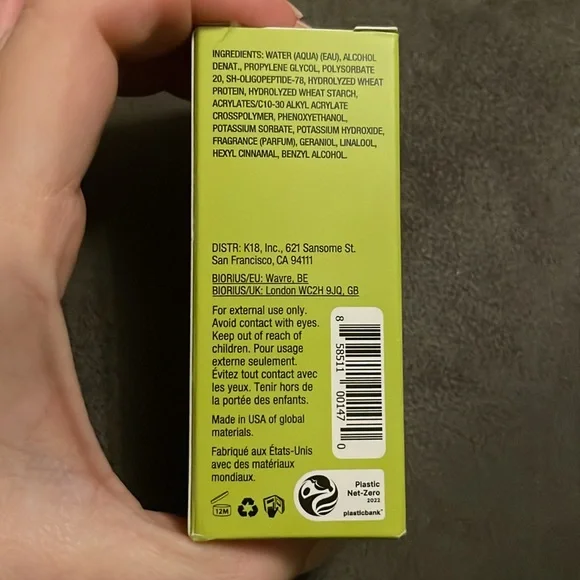 INGREDIENTS: WATER (AQUA) (EAU), ALCOHOL
DENAT., PROPYLENE GLYCOL, POLYSORBATE
20, SH-OLIGOPEPTIDE-78, HYDROLYZED WHEAT
PROTEIN, HYDROLYZED WHEAT STARCH,
ACRYLATES/C10-30 ALKYL ACRYLATE
CROSSPOLYMER, PHENOXYETHANOL,
POTASSIUM SORBATE, POTASSIUM HYDROXIDE,
FRAGRANCE (PARFUM), GERANIOL, LINALOOL,
HEXYL CINNAMAL, BENZYL ALCOHOL.
DISTR: K18, Inc., 621 Sansome St.
San Francisco, CA 94111
BIORIUS/EU: Wavre, BE
BIORIUS/UK: London WC2H 9JQ, GB
For external use only.
Avoid contact with eyes.
Keep out of reach of
children. Pour usage
externe seulement.
Évitez tout contact avec
les yeux. Tenir hors de
la portée des enfants.
Made in USA of global
materials.
Fabriqué aux États-Unis
avec des matériaux
mondiaux.
8 58511 00147 0
12M
Plastic
Net-Zero
2023
plasticbank